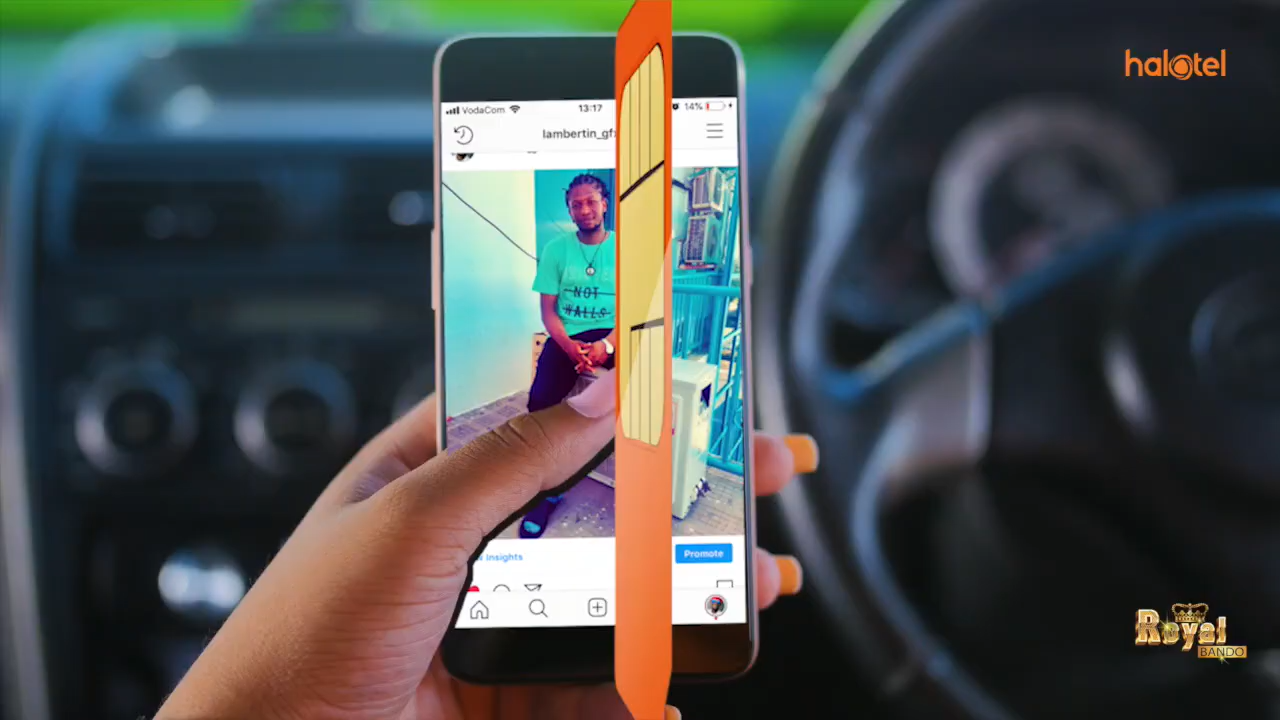 halotel
VodaCom
13:17
14%
lambertin_gf
NOT
WALLS
Insights
Promote
Royal
BANDO